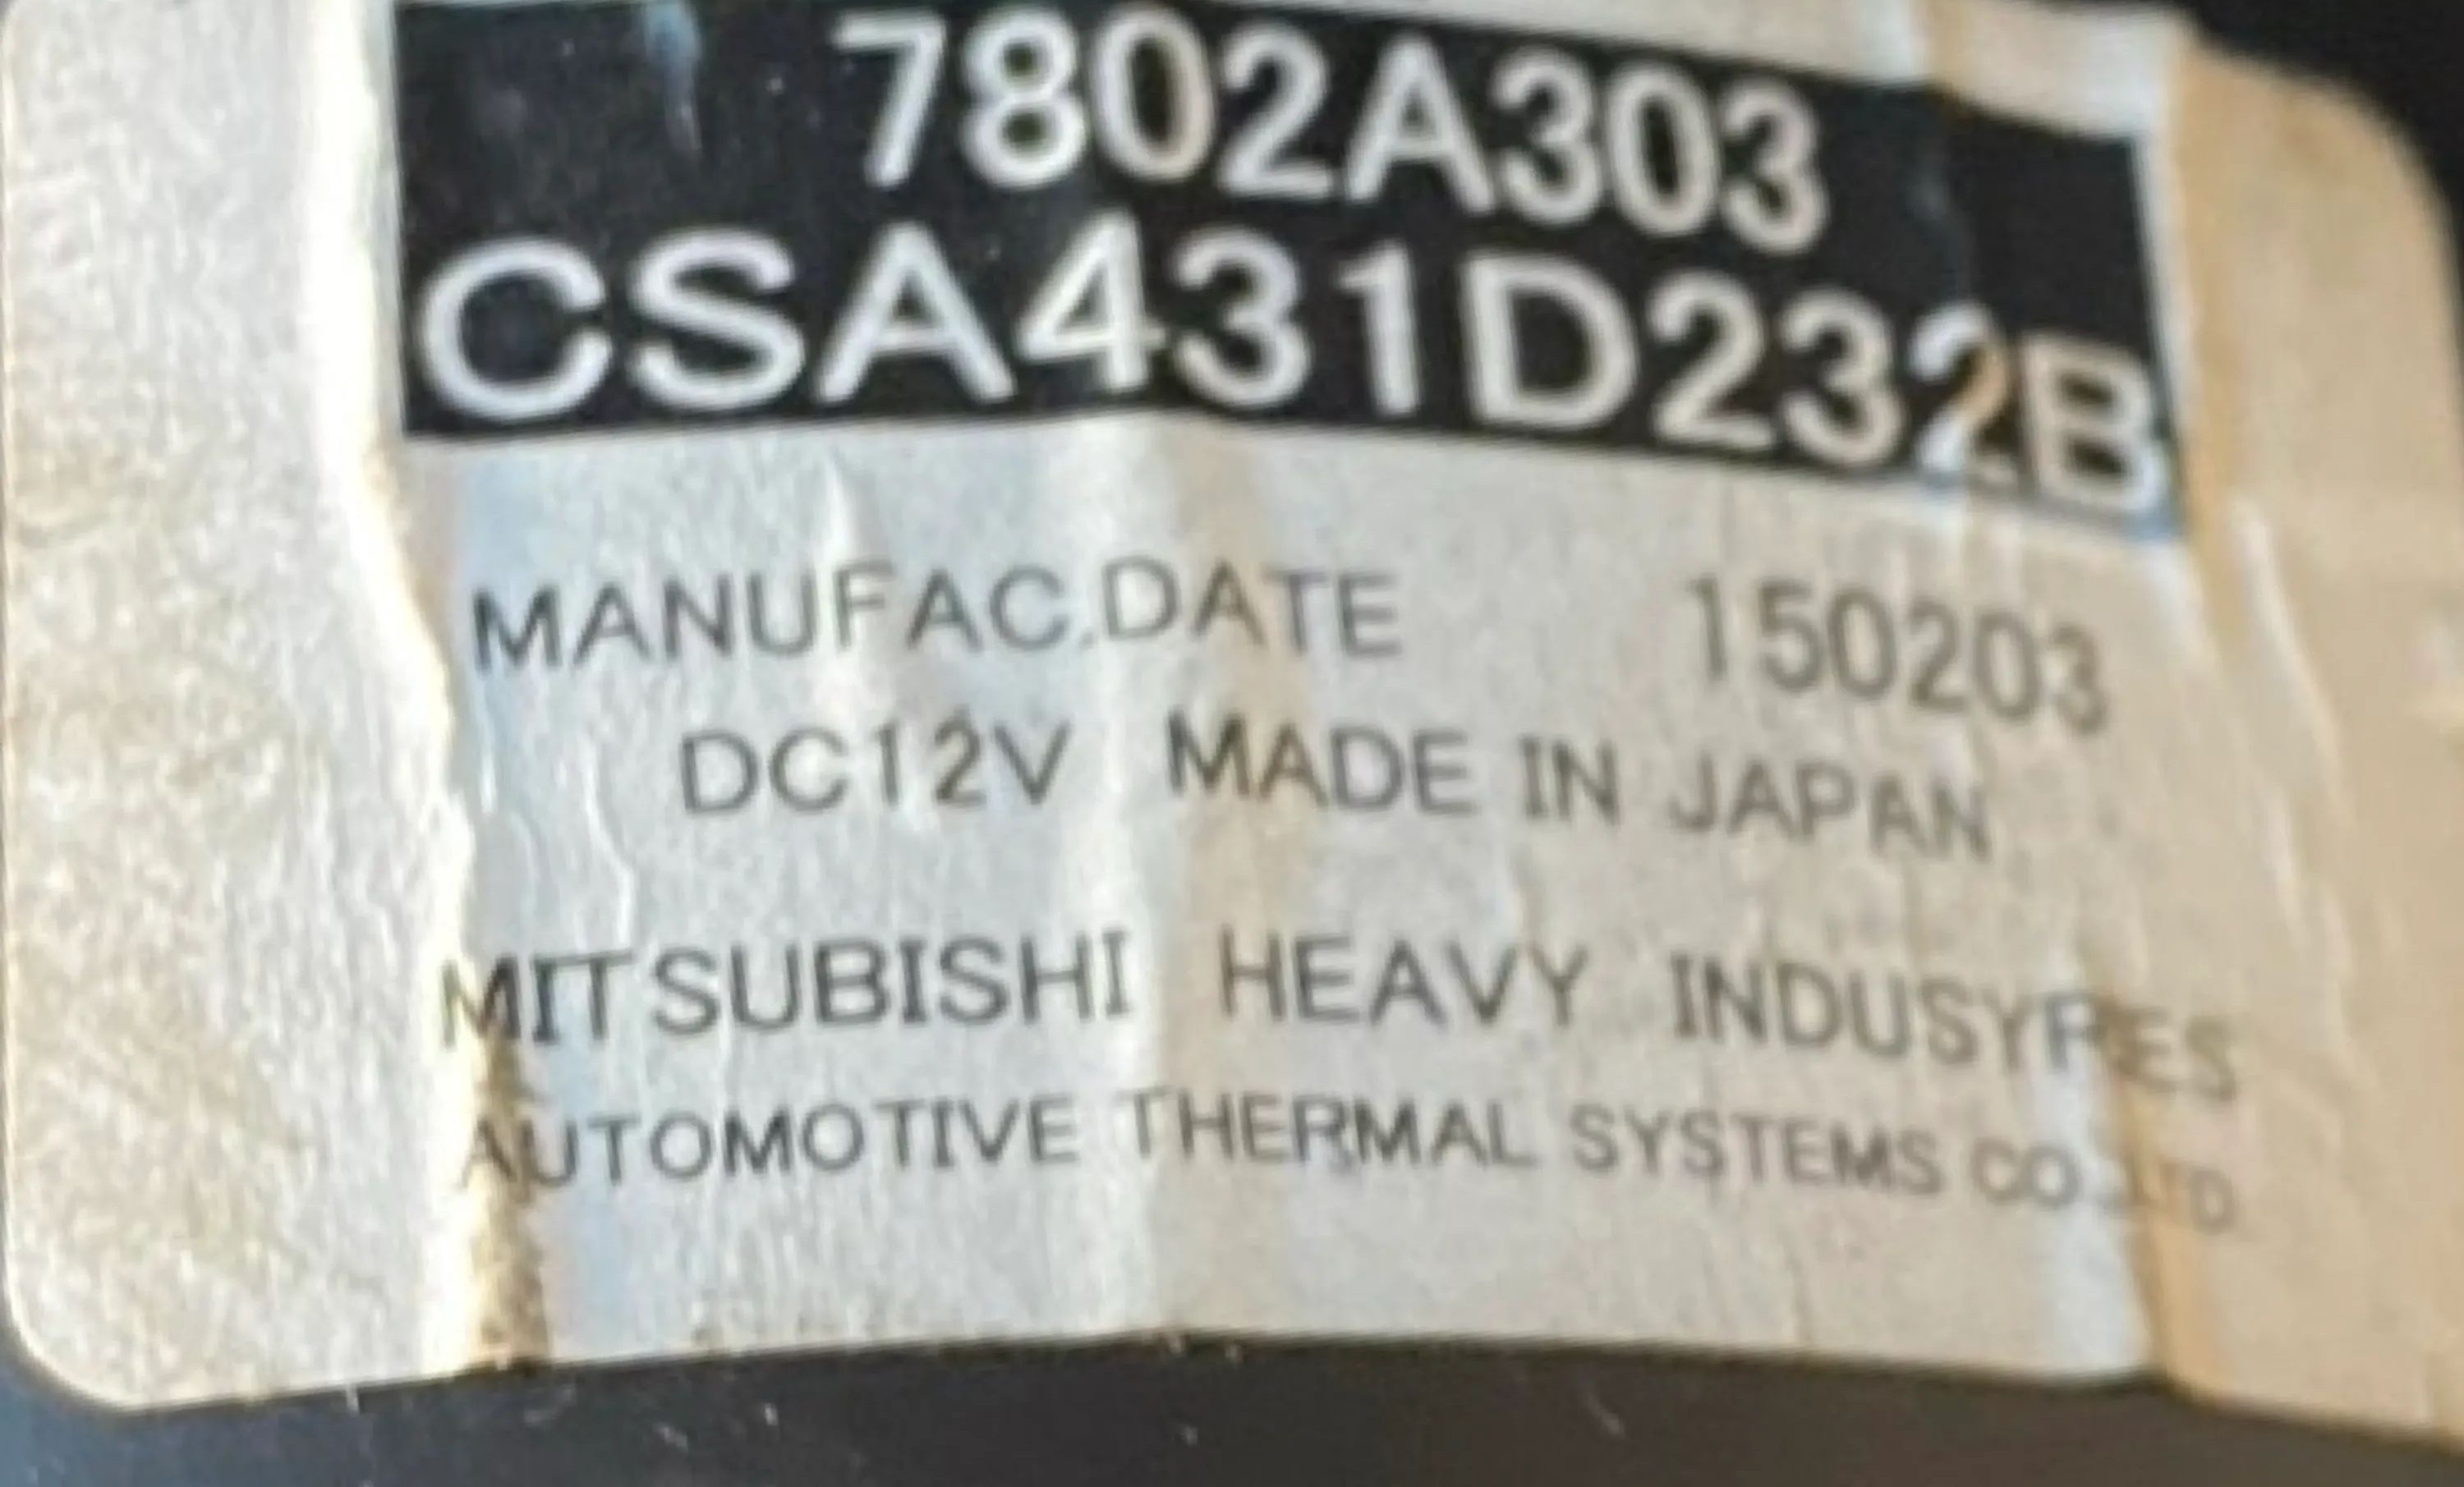 7802A303
CSA431D232B
MANUFAC.DATE 150203
DC12V MADE IN JAPAN
MITSUBISHI HEAVY INDUSYRES
AUTOMOTIVE THERMAL SYSTEMS CO.,LTD.